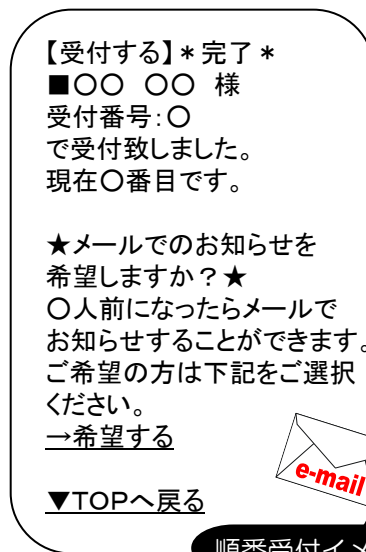 【受付する】＊完了＊
■〇〇 〇〇 様
受付番号:〇
で受付致しました。
現在〇番目です。
★メールでのお知らせを
希望しますか？★
〇人前になったらメールで
お知らせすることができます。
ご希望の方は下記をご選択
ください。
→希望する
e-mail
▼TOPへ戻る
順番受付イメ